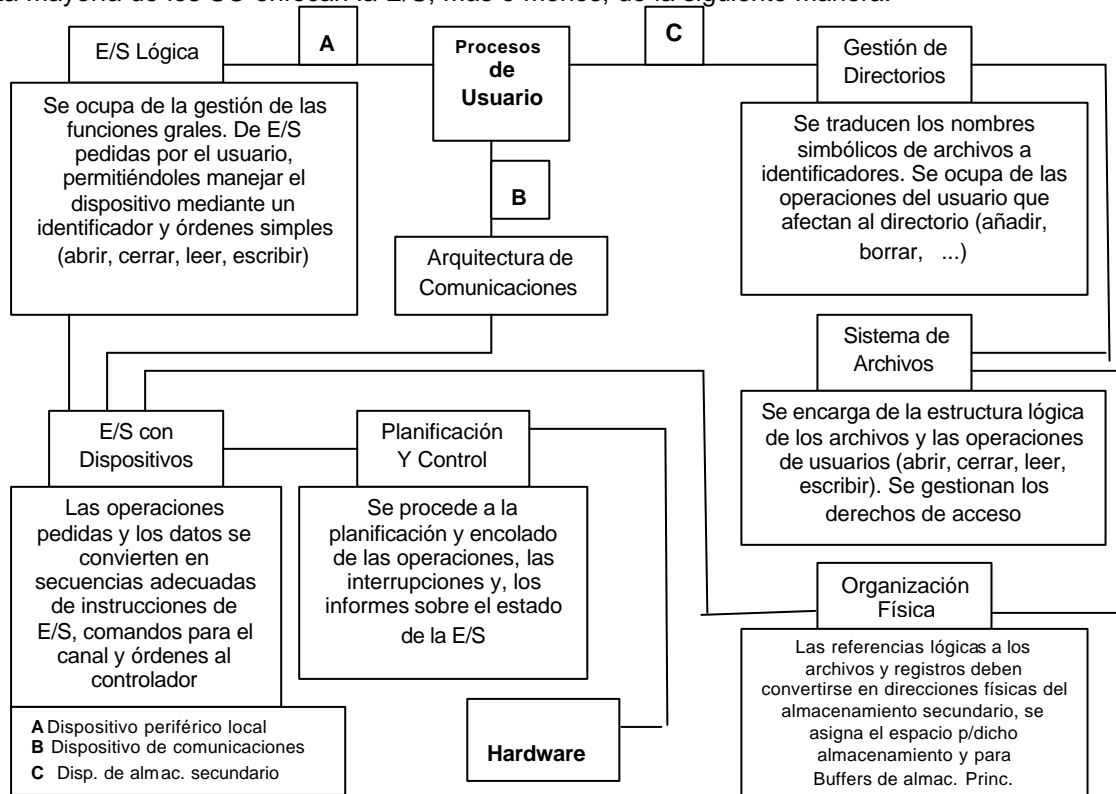 La mayoría de los SO enfocan la E/S, más o menos, de la siguiente manera:
E/S Lógica
Se ocupa de la gestión de las
funciones grales. De E/S
pedidas por el usuario,
permitiéndoles manejar el
dispositivo mediante un
identificador y órdenes simples
(abrir, cerrar, leer, escribir)
A
Procesos
de
Usuario
C
B
Arquitectura de
Comunicaciones
Gestión de
Directorios
Se traducen los nombres
simbólicos de archivos a
identificadores. Se ocupa de las
operaciones del usuario que
afectan al directorio (añadir,
borrar, ...)
Sistema de
Archivos
Se encarga de la estructura lógica
de los archivos y las operaciones
de usuarios (abrir, cerrar, leer,
escribir). Se gestionan los
derechos de acceso
E/S con
Dispositivos
Las operaciones
pedidas y los datos se
convierten en
secuencias adecuadas
de instrucciones de
E/S, comandos para el
canal y órdenes al
controlador
Planificación
Y Control
Se procede a la
planificación y encolado
de las operaciones, las
interrupciones y, los
informes sobre el estado
de la E/S
Organización
Física
Las referencias lógicas a los
archivos y registros deben
convertirse en direcciones físicas del
almacenamiento secundario, se
asigna el espacio p/dicho
almacenamiento y para
Buffers de almac. Princ.
Hardware
A Dispositivo periférico local
B Dispositivo de comunicaciones
C Disp. de almac. secundario